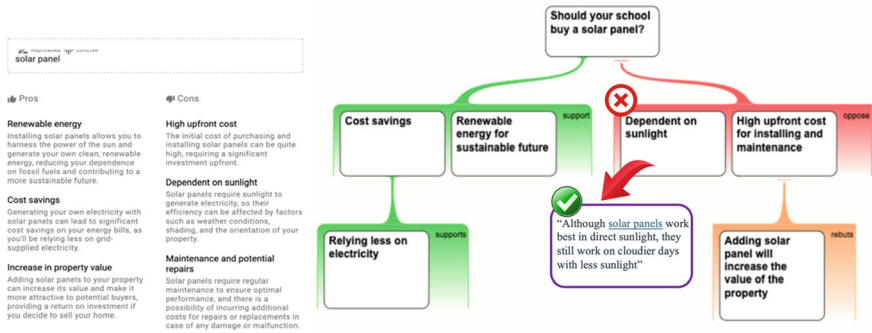 solar panel
Pros
Cons
Renewable energy
Installing solar panels allows you to
harness the power of the sun and
generate your own clean, renewable
energy, reducing your dependence
on fossil fuels and contributing to a
more sustainable future.
Cost savings
Generating your own electricity with
solar panels can lead to significant
cost savings on your energy bills, as
you'll be less reliant on grid-
supplied electricity.
Increase in property value
Adding solar panels to your property
can increase its value and make it
more attractive to potential buyers,
providing a return on investment if
you decide to sell your home.
High upfront cost
The initial cost of purchasing and
installing solar panels can be quite
high, requiring a significant
investment upfront.
Dependent on sunlight
Solar panels require sunlight to
generate electricity, so their
efficiency can be affected by factors
such as weather conditions,
shading, and the orientation of your
property.
Maintenance and potential
repairs
Solar panels require regular
maintenance to ensure optimal
performance, and there is a
possibility of incurring additional
costs for repairs or replacements in
case of any damage or malfunction.
Should your school
buy a solar panel?
Cost savings
Renewable
energy for
sustainable future
support
Dependent on
sunlight
High upfront cost
for installing and
maintenance
oppose
Relying less on
electricity
supports
"Although solar panels work
best in direct sunlight, they
still work on cloudier days
with less sunlight"
Adding solar
panel will
increase the
value of the
property
rebuts